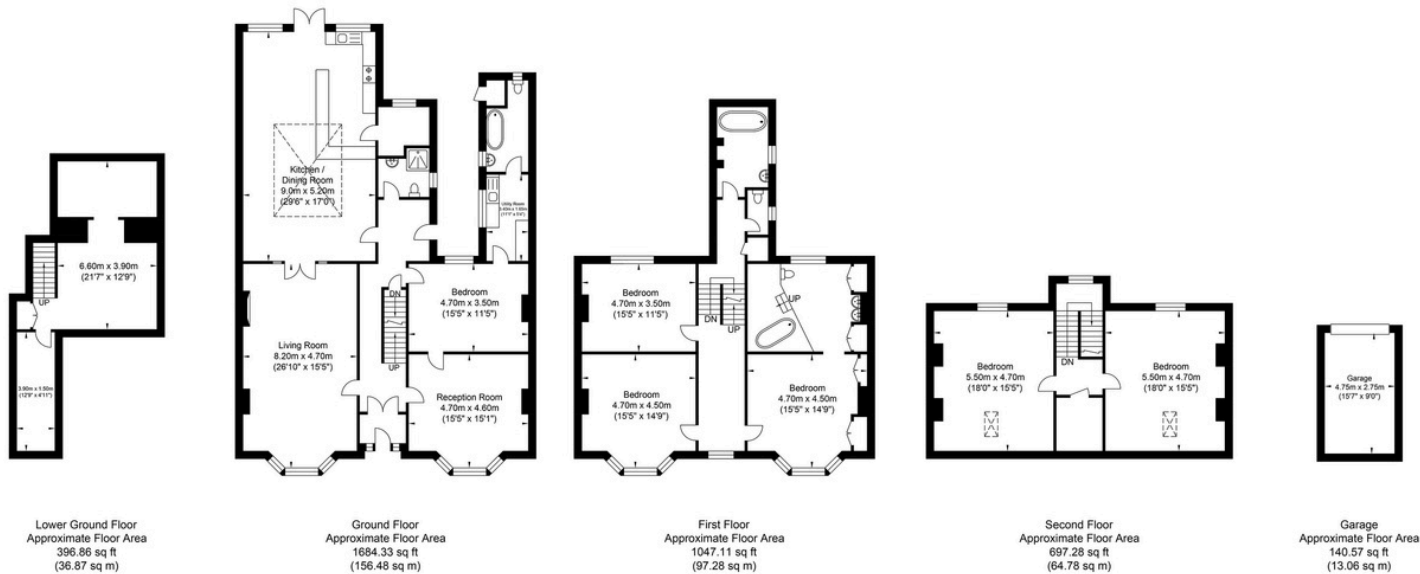 6.60m x 3.90m
(21'7" x 12'9")
UP
3.90m x 1.50m
(12'9" x 4'11")
Lower Ground Floor
Approximate Floor Area
396.86 sq ft
(36.87 sq m)
Kitchen /
Dining Room
9.0m x 5.20m
(29'6" x 17'0")
Utility Room
Living Room
8.20m x 4.70m
(26'10" x 15'5")
DN
UP
Bedroom
4.70m x 3.50m
(15'5" x 11'5")
Reception Room
4.70m x 4.60m
(15'5" x 15'1")
Ground Floor
Approximate Floor Area
1684.33 sq ft
(156.48 sq m)
Bedroom
4.70m x 3.50m
(15'5" x 11'5")
DN
UP
UP
Bedroom
4.70m x 4.50m
(15'5" x 14'9")
Bedroom
4.70m x 4.50m
(15'5" x 14'9")
First Floor
Approximate Floor Area
1047.11 sq ft
(97.28 sq m)
Bedroom
5.50m x 4.70m
(18'0" x 15'5")
DN
Bedroom
5.50m x 4.70m
(18'0" x 15'5")
Second Floor
Approximate Floor Area
697.28 sq ft
(64.78 sq m)
Garage
4.75m x 2.75m
(15'7" x 9'0")
Garage
Approximate Floor Area
140.57 sq ft
(13.06 sq m)